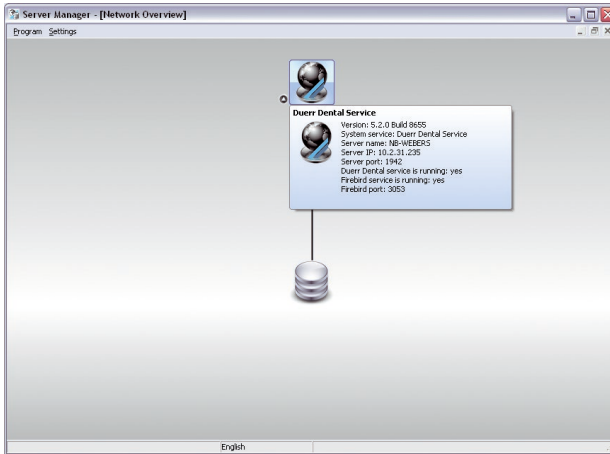 Server Manager - [Network Overview]
Program Settings
Duerr Dental Service
Version: 5.2.0 Build 8655
System service: Duerr Dental Service
Server name: NB-WEBERS
Server IP: 10.2.31.235
Server port: 1942
Duerr Dental service is running: yes
Firebird service is running: yes
Firebird port: 3053
English